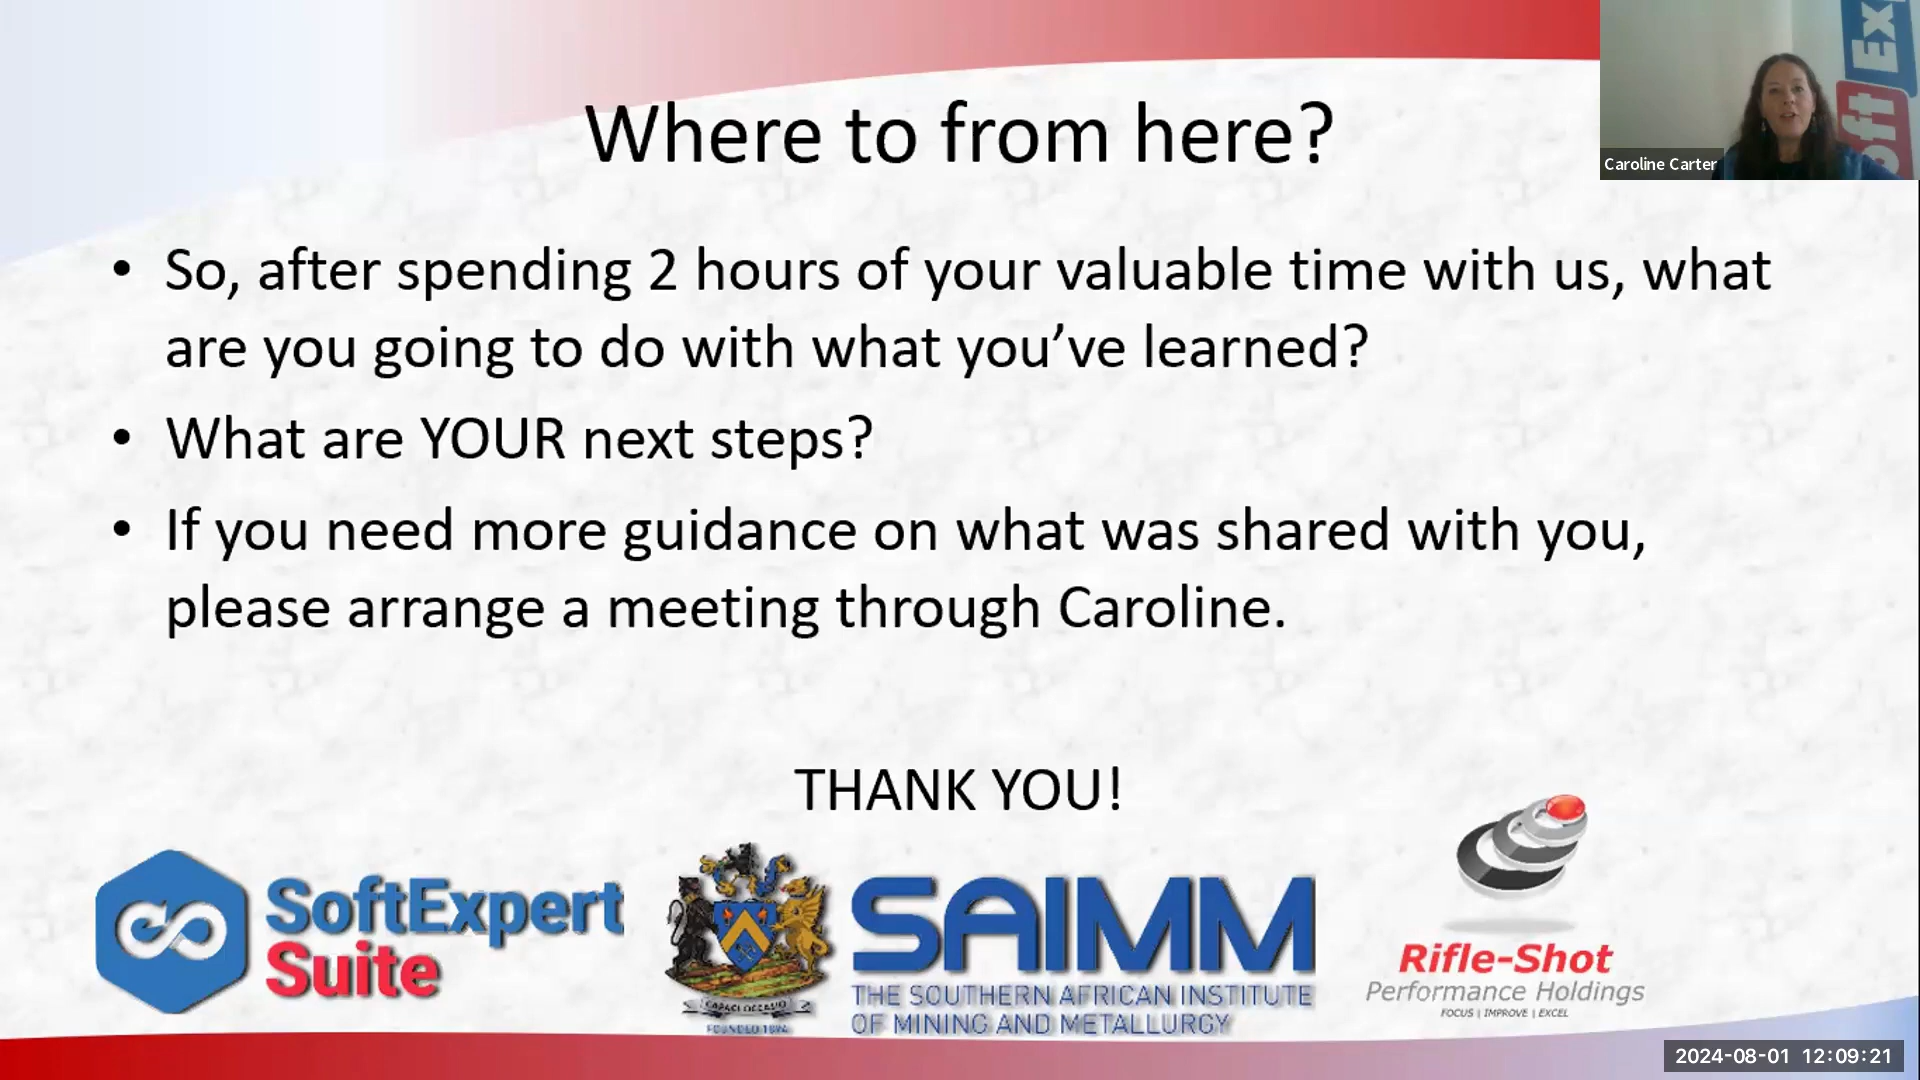 Where to from here?
Caroline Carter
• So, after spending 2 hours of your valuable time with us, what
are you going to do with what you’ve learned?
• What are YOUR next steps?
• If you need more guidance on what was shared with you,
please arrange a meeting through Caroline.
THANK YOU!
SoftExpert
Suite
FOUNDED 1894
SAIMM
THE SOUTHERN AFRICAN INSTITUTE
OF MINING AND METALLURGY
Rifle-Shot
Performance Holdings
FOCUS | IMPROVE | EXCEL
2024-08-01 12:09:21